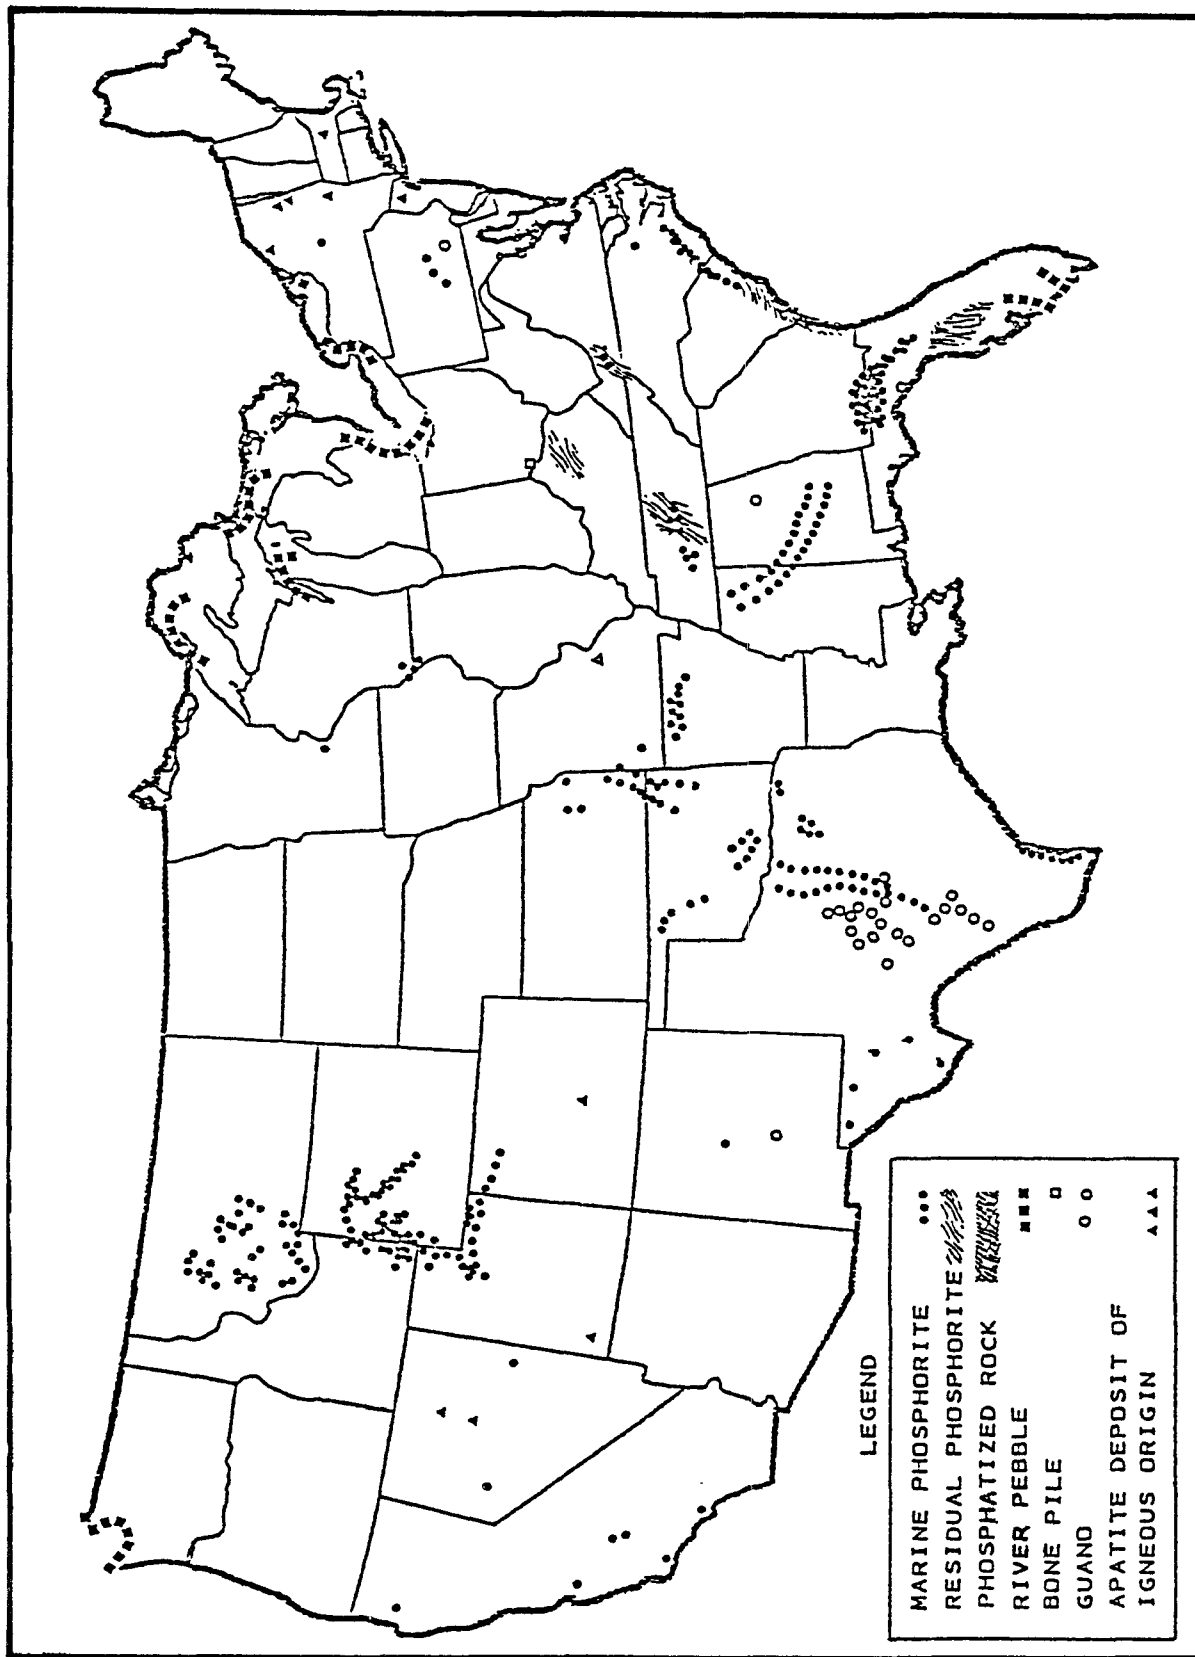 LEGEND
MARINE PHOSPHORITE
RESIDUAL PHOSPHORITE
PHOSPHATIZED ROCK
RIVER PEBBLE
BONE PILE
GUANO
APATITE DEPOSIT OF
IGNEOUS ORIGIN